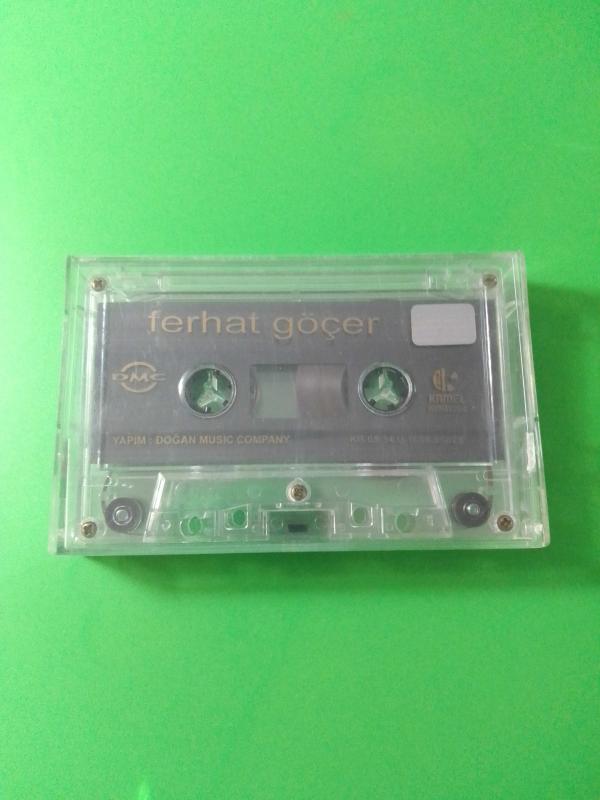 ferhat göçer
DMC
KAMEL
YAPIM : DOĞAN MUSIC COMPANY